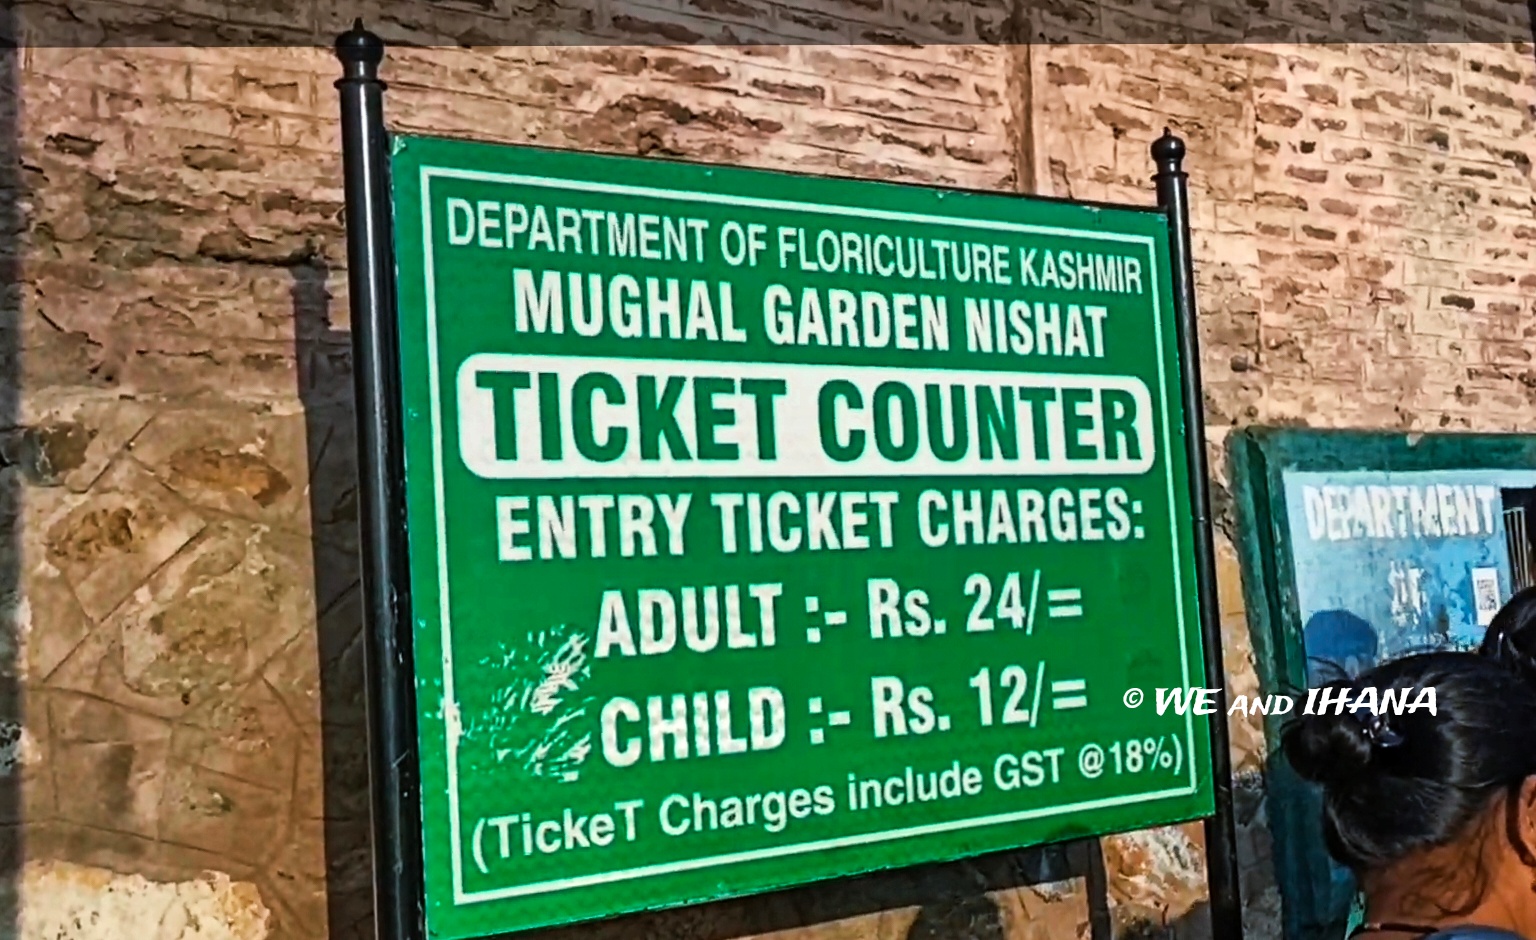 DEPARTMENT OF FLORICULTURE KASHMIR
MUGHAL GARDEN NISHAT
TICKET COUNTER
ENTRY TICKET CHARGES:
ADULT :- Rs. 24/=
CHILD :- Rs. 12/=
(TickeT Charges include GST @18%)
DEPARTMENT
© WE AND IHANA